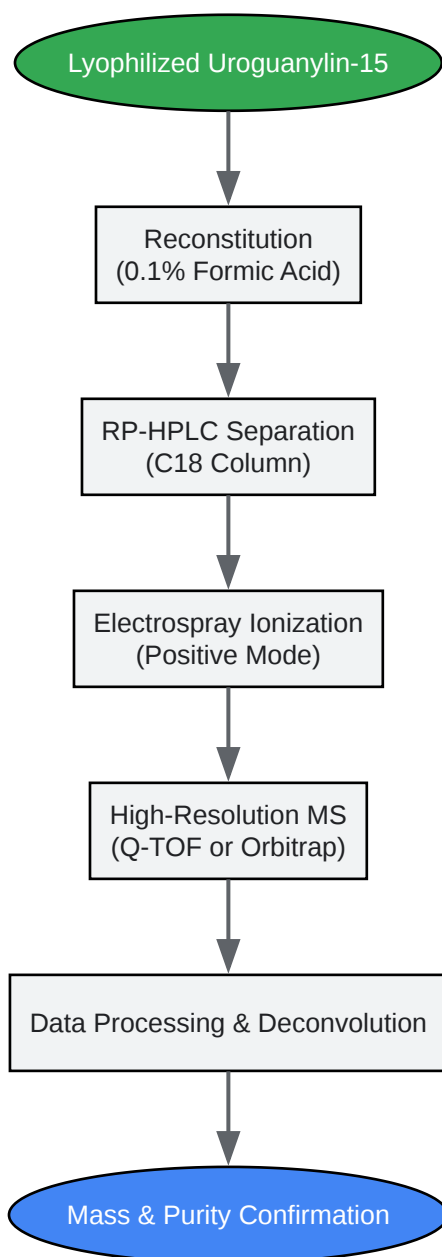 Lyophilized Uroguanylin-15
Reconstitution
(0.1% Formic Acid)
RP-HPLC Separation
(C18 Column)
Electrospray Ionization
(Positive Mode)
High-Resolution MS
(Q-TOF or Orbitrap)
Data Processing & Deconvolution
Mass & Purity Confirmation